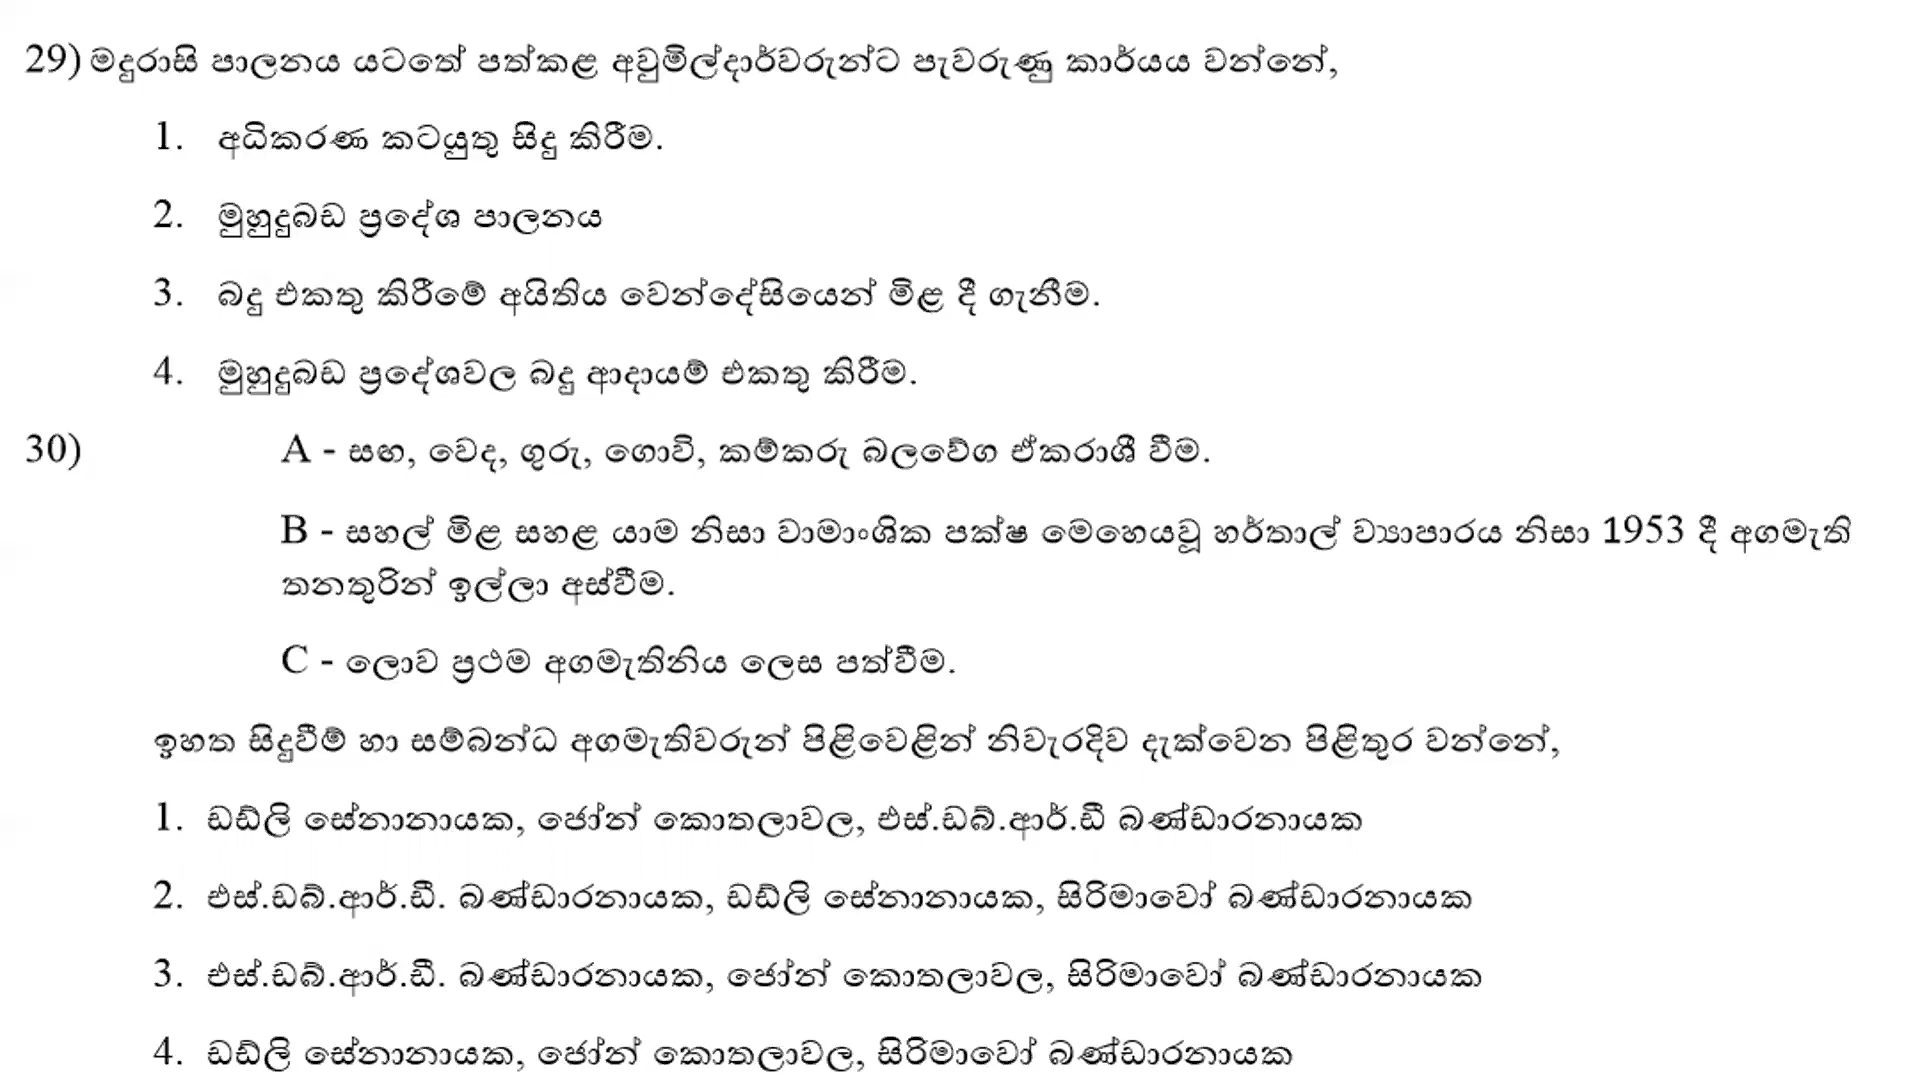 29) මදුරාසි පාලනය යටතේ පත්කළ අවුමිල්දාර්වරුන්ට පැවරුණු කාර්යය වන්නේ,
1. අධිකරණ කටයුතු සිදු කිරීම.
2. මුහුදුබඩ ප්‍රදේශ පාලනය
3. බදු එකතු කිරීමේ අයිතිය වෙන්දේසියෙන් මිළ දී ගැනීම.
4. මුහුදුබඩ ප්‍රදේශවල බදු ආදායම් එකතු කිරීම.
30) A - සඟ, වෙද, ගුරු, ගොවි, කම්කරු බලවේග ඒකරාශී වීම.
B - සහල් මිළ සහළ යාම නිසා වාමාංශික පක්ෂ මෙහෙයවූ හර්තාල් ව්‍යාපාරය නිසා 1953 දී අගමැති
තනතුරින් ඉල්ලා අස්වීම.
C - ලොව ප්‍රථම අගමැතිනිය ලෙස පත්වීම.
ඉහත සිදුවීම් හා සම්බන්ධ අගමැතිවරුන් පිළිවෙළින් නිවැරදිව දැක්වෙන පිළිතුර වන්නේ,
1. ඩඩ්ලි සේනානායක, ජෝන් කොතලාවල, එස්.ඩබ්.ආර්.ඩී බණ්ඩාරනායක
2. එස්.ඩබ්.ආර්.ඩී. බණ්ඩාරනායක, ඩඩ්ලි සේනානායක, සිරිමාවෝ බණ්ඩාරනායක
3. එස්.ඩබ්.ආර්.ඩී. බණ්ඩාරනායක, ජෝන් කොතලාවල, සිරිමාවෝ බණ්ඩාරනායක
4. ඩඩ්ලි සේනානායක, ජෝන් කොතලාවල, සිරිමාවෝ බණ්ඩාරනායක